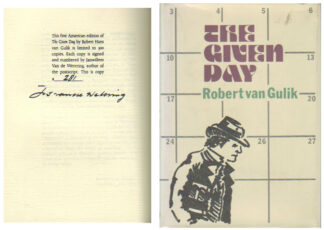 This first American edition of
The Given Day by Robert Hans
van Gulik is limited to 300
copies. Each copy is signed
and numbered by Janwillem
Van de Wetering, author of
the postscript. This is copy
201
THE
GIVEN
DAY
Robert van Gulik
3
4
5
6
10
13
17
19
20
24
26
27